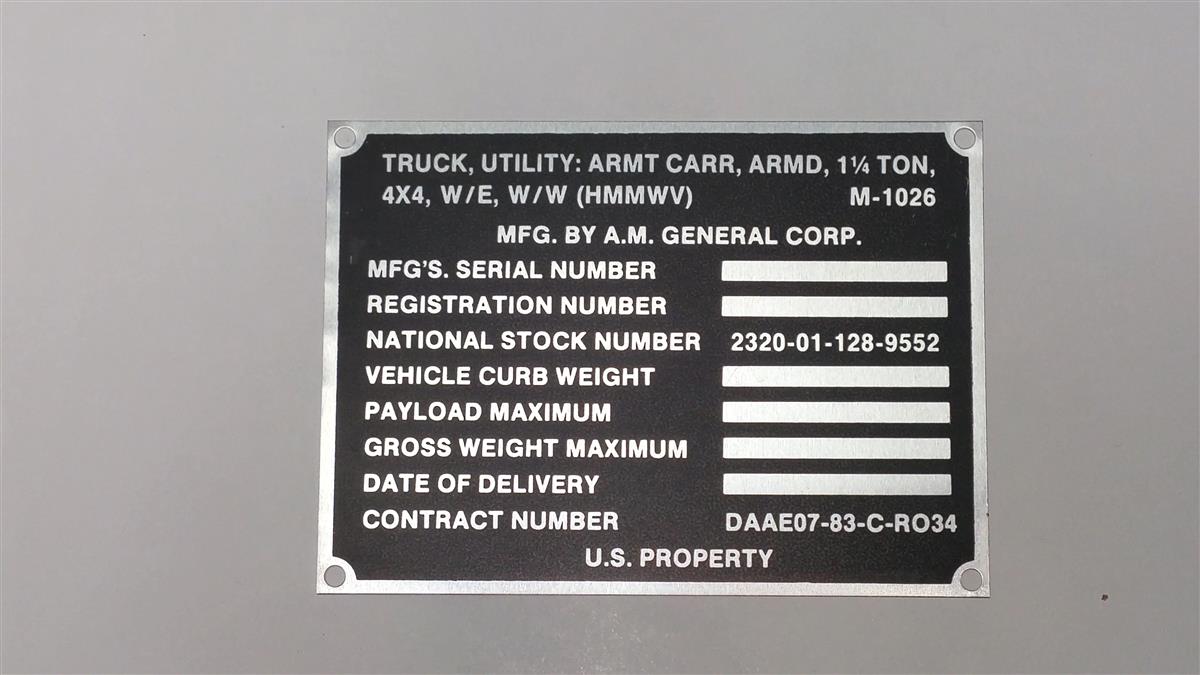 TRUCK, UTILITY: ARMT CARR, ARMD, 1¼ TON,
4X4, W/E, W/W (HMMWV) M-1026
MFG. BY A.M. GENERAL CORP.
MFG'S. SERIAL NUMBER
REGISTRATION NUMBER
NATIONAL STOCK NUMBER 2320-01-128-9552
VEHICLE CURB WEIGHT
PAYLOAD MAXIMUM
GROSS WEIGHT MAXIMUM
DATE OF DELIVERY
CONTRACT NUMBER DAAE07-83-C-RO34
U.S. PROPERTY